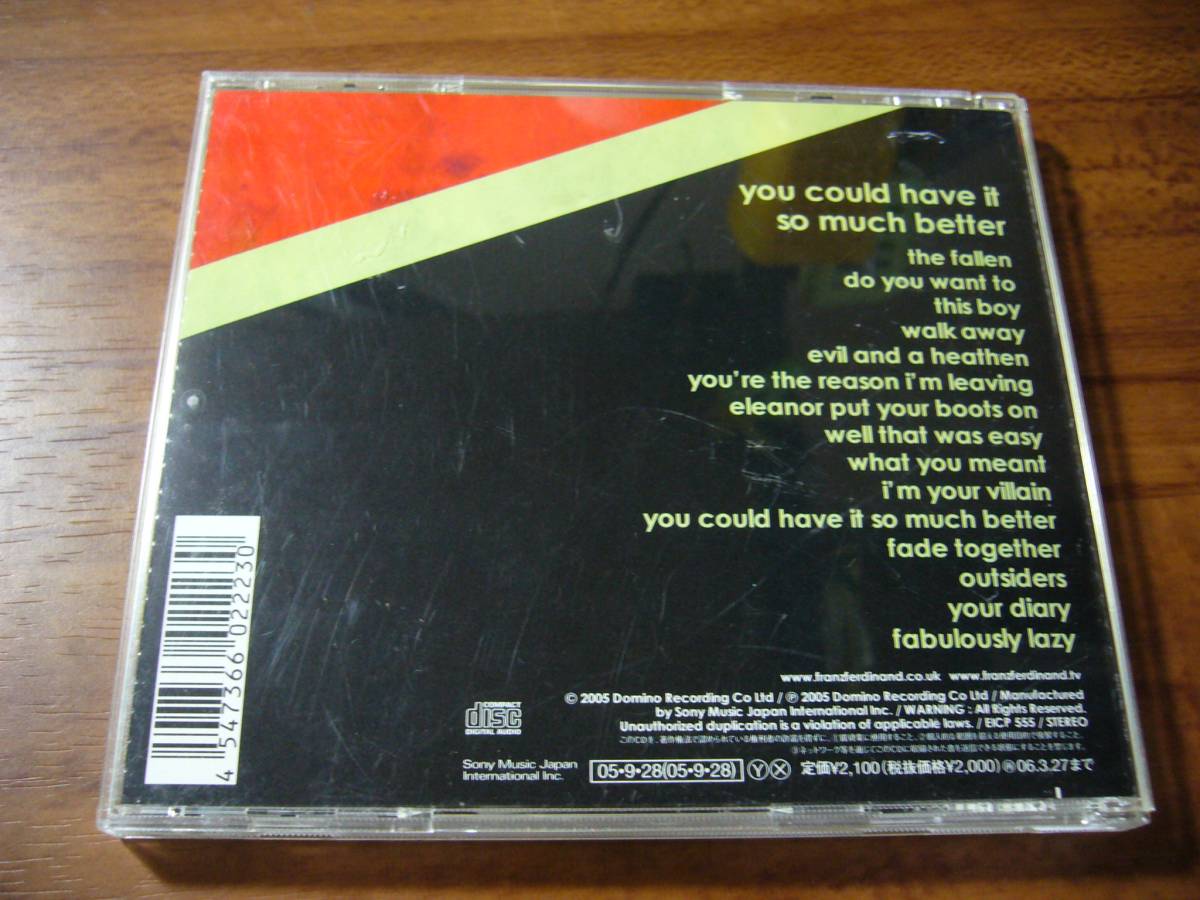 you could have it
so much better
the fallen
do you want to
this boy
walk away
evil and a heathen
you're the reason i'm leaving
eleanor put your boots on
well that was easy
what you meant
i'm your villain
you could have it so much better
fade together
outsiders
your diary
fabulously lazy
www.franzferdinand.co.uk www.franzferdinand.tv
© 2005 Domino Recording Co Ltd / ℗ 2005 Domino Recording Co Ltd / Manufactured
by Sony Music Japan International Inc. / WARNING : All Rights Reserved.
Unauthorized duplication is a violation of applicable laws. / EICP 555 / STEREO
COMPACT
disc
DIGITAL AUDIO
Sony Music Japan
International Inc.
05・9・28(05・9・28) Ⓨ Ⓧ 定価¥2,100(税抜価格¥2,000)㊢06.3.27まで
4 547366 022230